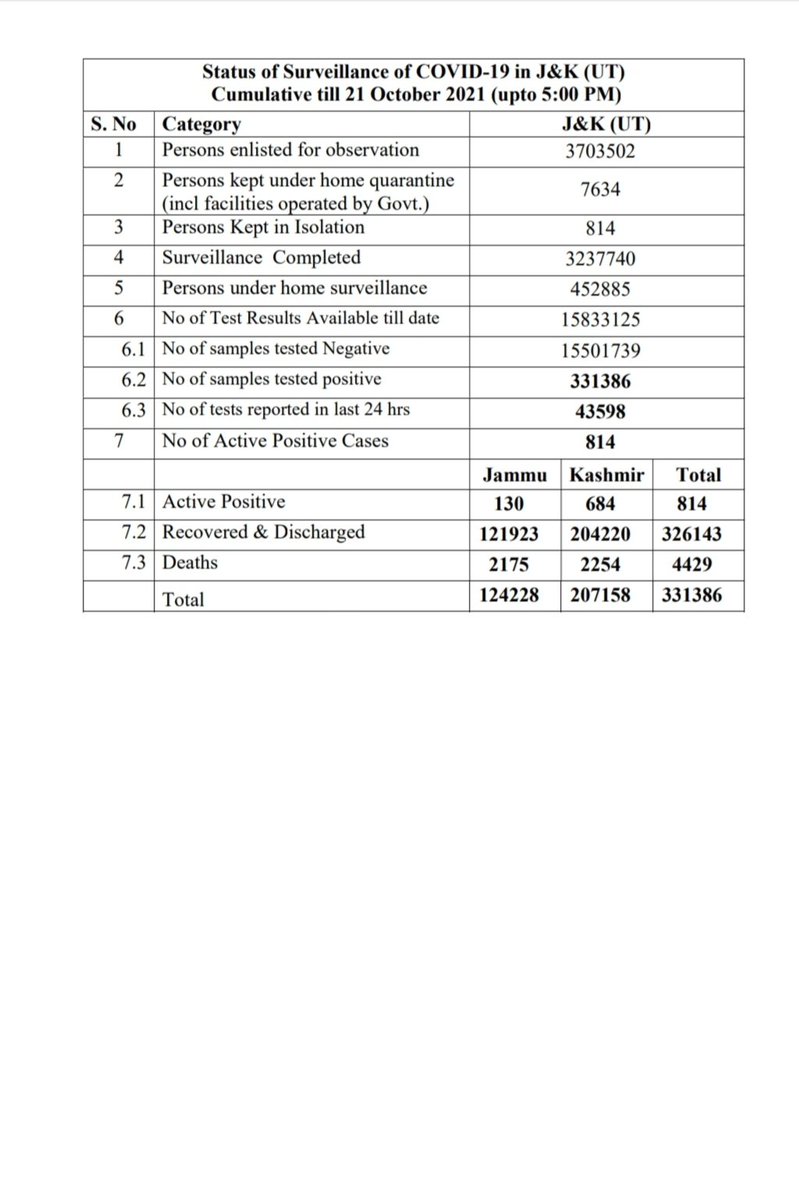 Status of Surveillance of COVID-19 in J&K (UT)
Cumulative till 21 October 2021 (upto 5:00 PM)
S. No Category J&K (UT)
1 Persons enlisted for observation 3703502
2 Persons kept under home quarantine 7634
(incl facilities operated by Govt.)
3 Persons Kept in Isolation 814
4 Surveillance Completed 3237740
5 Persons under home surveillance 452885
6 No of Test Results Available till date 15833125
6.1 No of samples tested Negative 15501739
6.2 No of samples tested positive 331386
6.3 No of tests reported in last 24 hrs 43598
7 No of Active Positive Cases 814
Jammu Kashmir Total
7.1 Active Positive 130 684 814
7.2 Recovered & Discharged 121923 204220 326143
7.3 Deaths 2175 2254 4429
Total 124228 207158 331386